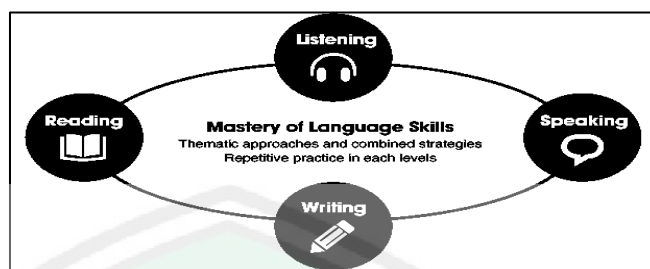 Listening
Reading
Speaking
Mastery of Language Skills
Thematic approaches and combined strategies
Repetitive practice in each levels
Writing